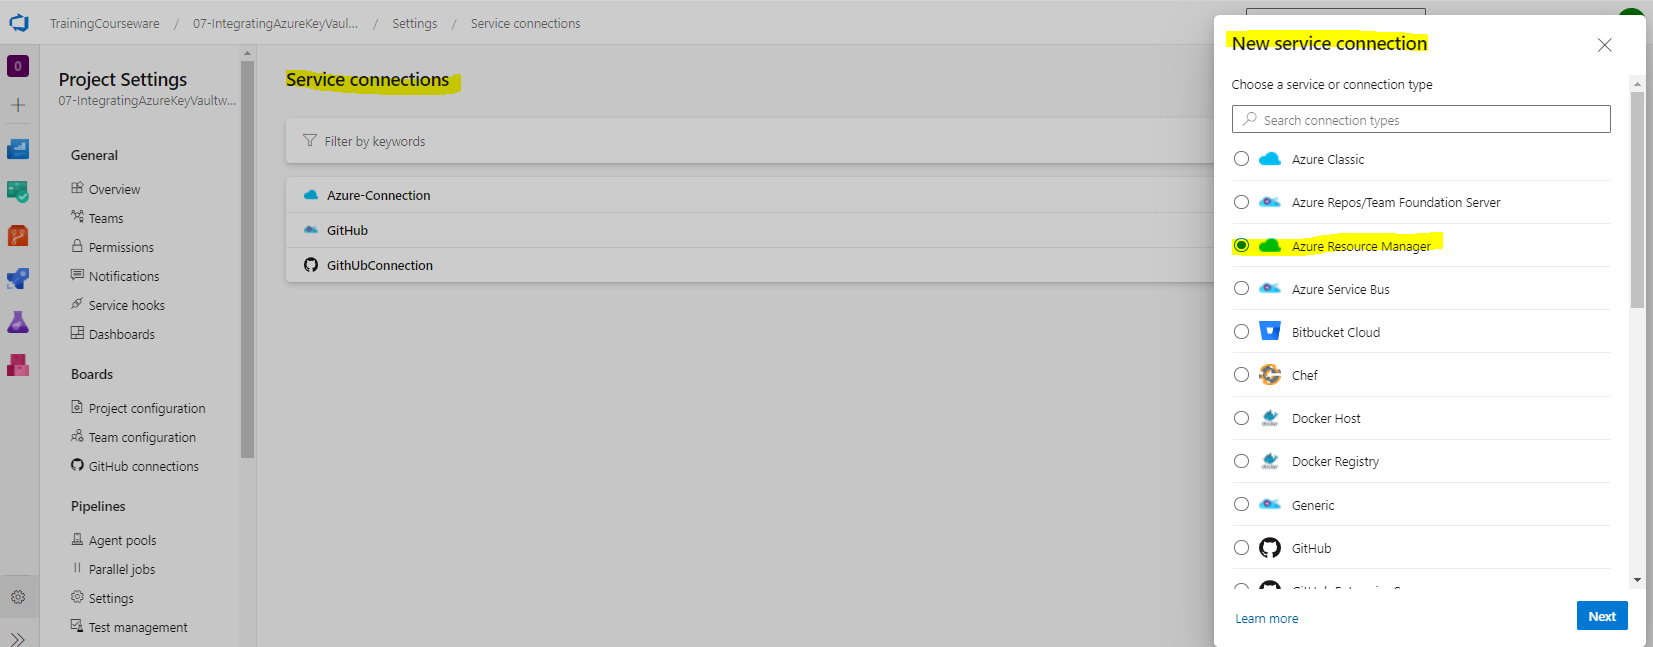 TrainingCourseware / 07-IntegratingAzureKeyVaul... / Settings / Service connections
O
Project Settings
07-IntegratingAzureKeyVaultw...
General
Overview
Teams
Permissions
Notifications
Service hooks
Dashboards
Boards
Project configuration
Team configuration
GitHub connections
Pipelines
Agent pools
Parallel jobs
Settings
Test management
Service connections
Filter by keywords
Azure-Connection
GitHub
GithUbConnection
New service connection
Choose a service or connection type
Search connection types
Azure Classic
Azure Repos/Team Foundation Server
Azure Resource Manager
Azure Service Bus
Bitbucket Cloud
Chef
Docker Host
Docker Registry
Generic
GitHub
Learn more
Next